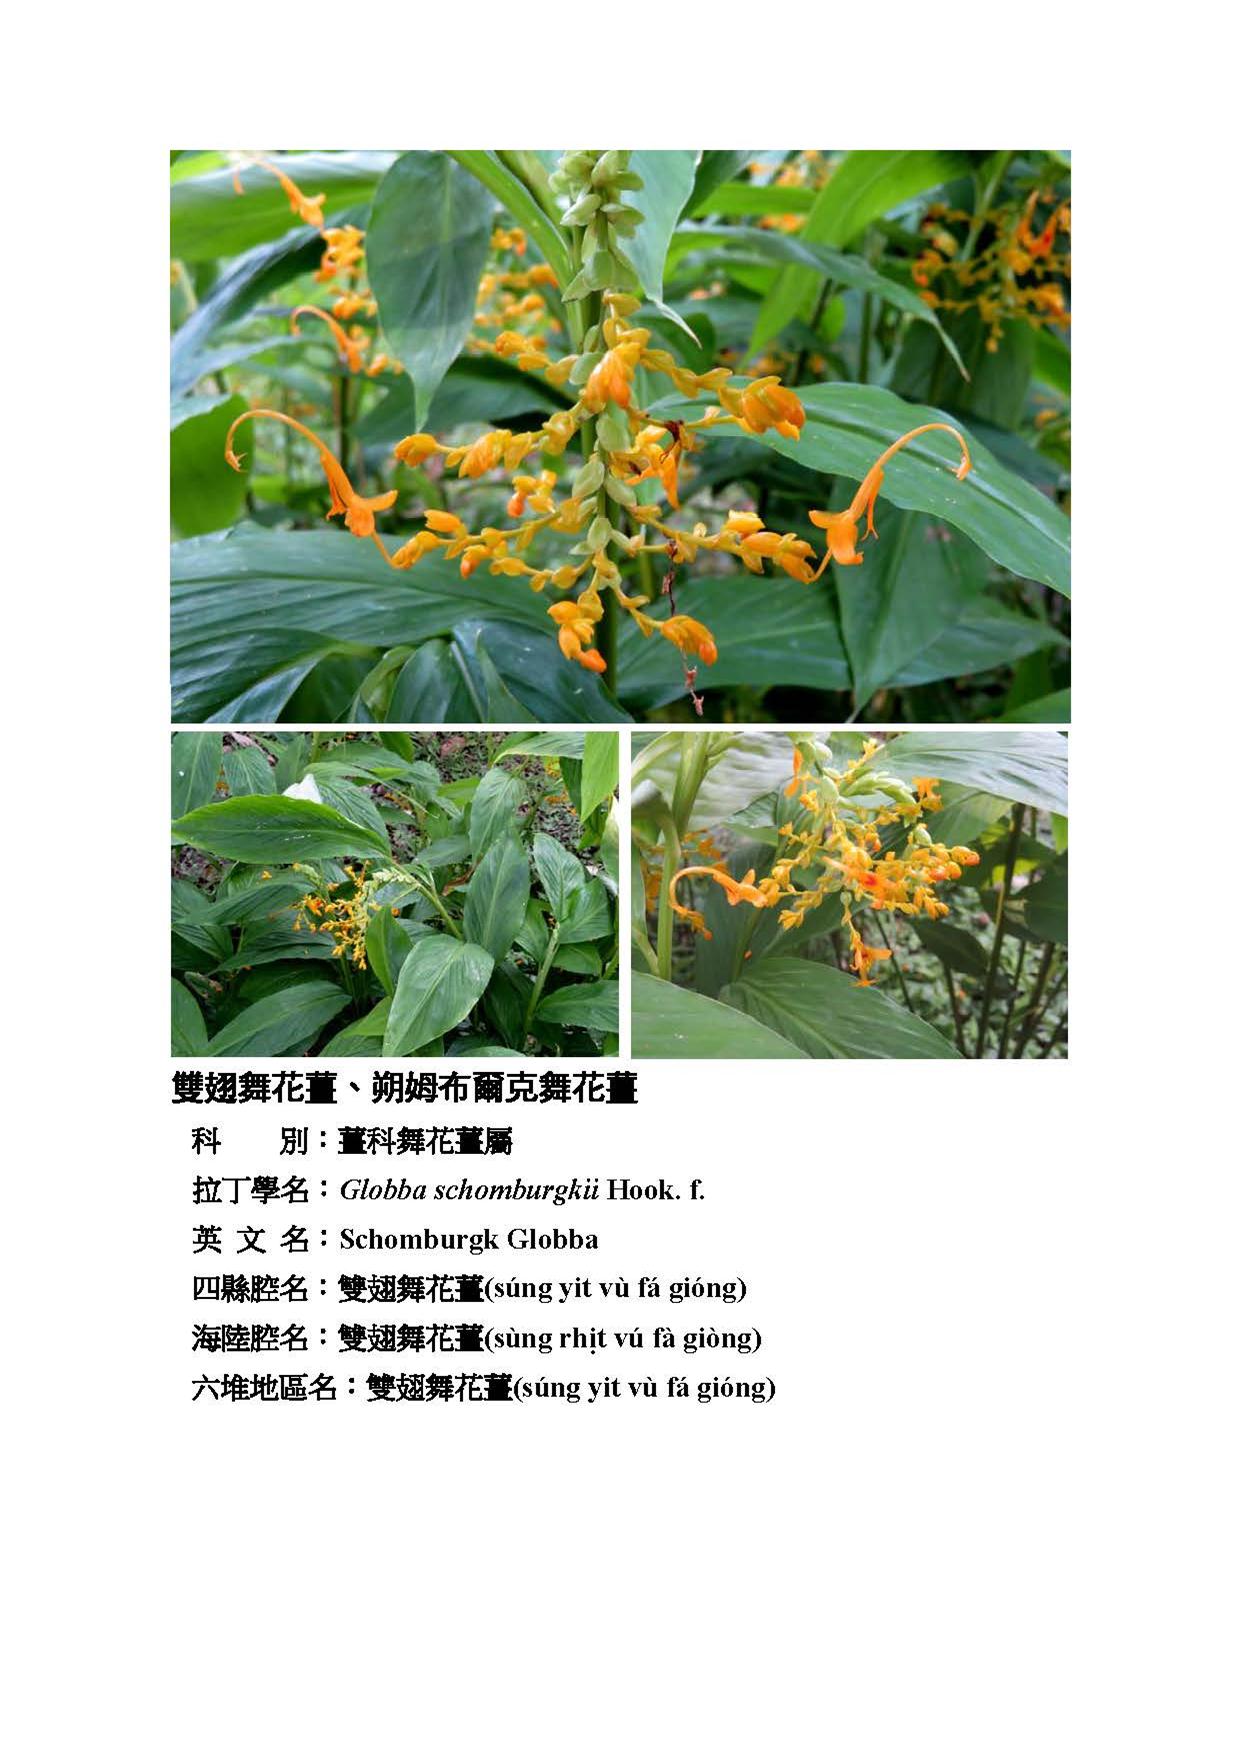 雙翅舞花薑、朔姆布爾克舞花薑
科　　別：薑科舞花薑屬
拉丁學名：Globba schomburgkii Hook. f.
英 文 名：Schomburgk Globba
四縣腔名：雙翅舞花薑(súng yit vù fá gióng)
海陸腔名：雙翅舞花薑(sùng rhi̍t vú fà giòng)
六堆地區名：雙翅舞花薑(súng yit vù fá gióng)